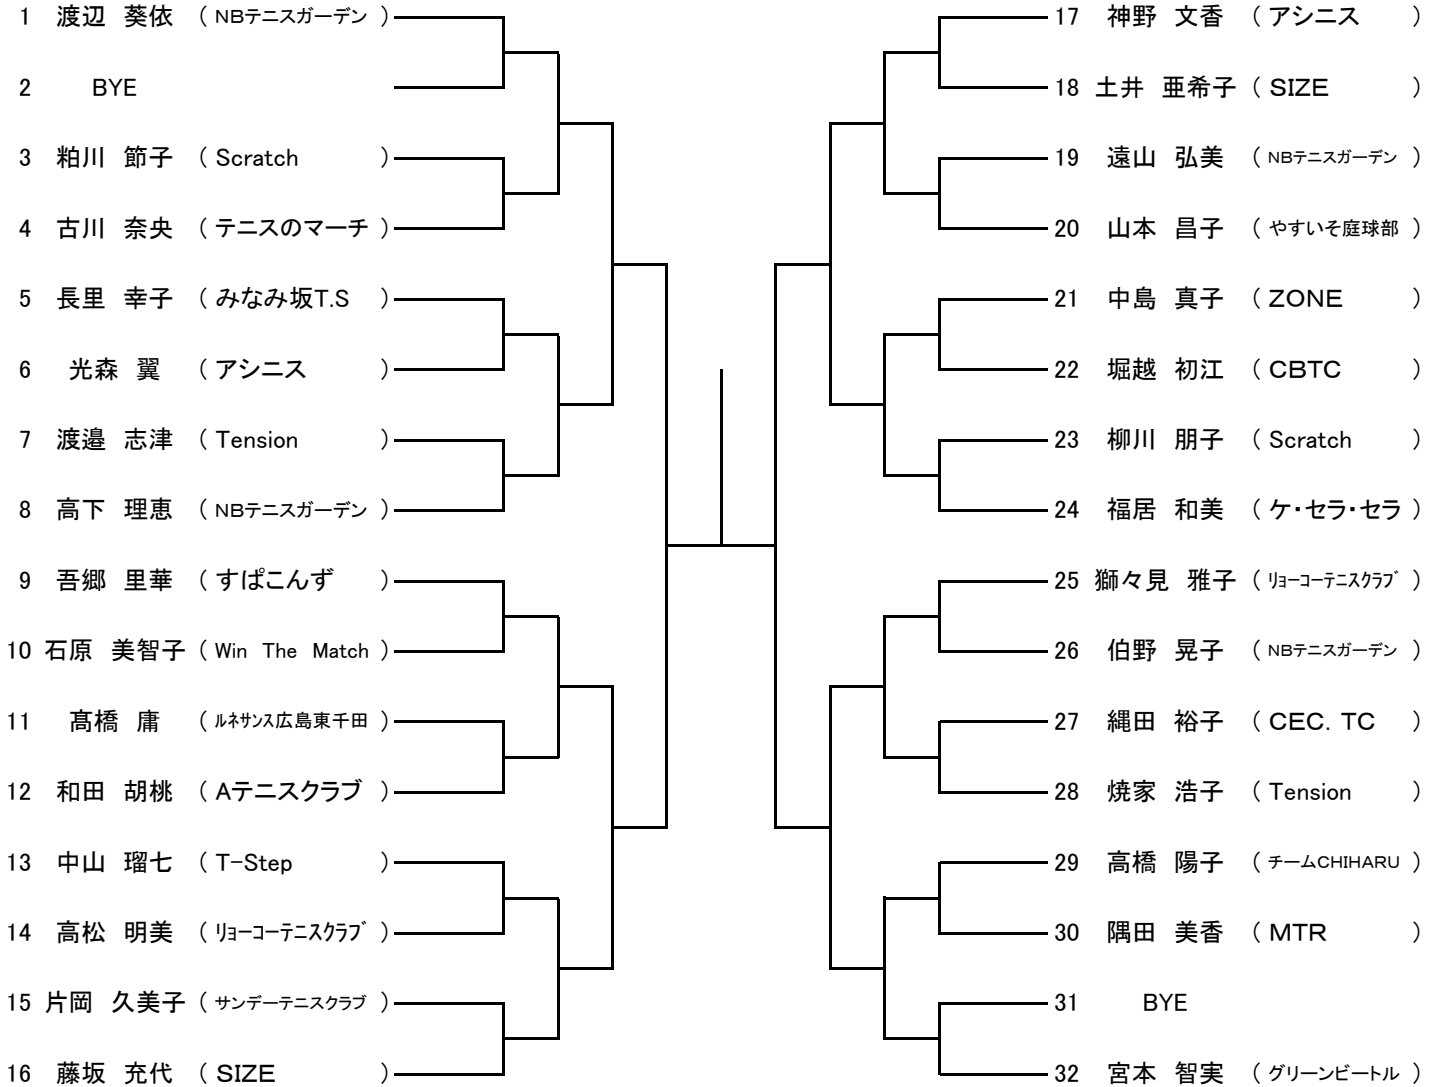 1 渡辺 葵依 ( NBテニスガーデン )
2 BYE
3 粕川 節子 ( Scratch )
4 古川 奈央 ( テニスのマーチ )
5 長里 幸子 ( みなみ坂T.S )
6 光森 翼 ( アシニス )
7 渡邉 志津 ( Tension )
8 高下 理恵 ( NBテニスガーデン )
9 吾郷 里華 ( すぱこんず )
10 石原 美智子 ( Win The Match )
11 髙橋 庸 ( ルネサンス広島東千田 )
12 和田 胡桃 ( Aテニスクラブ )
13 中山 瑠七 ( T-Step )
14 高松 明美 ( リョーコーテニスクラブ )
15 片岡 久美子 ( サンデーテニスクラブ )
16 藤坂 充代 ( SIZE )
17 神野 文香 ( アシニス )
18 土井 亜希子 ( SIZE )
19 遠山 弘美 ( NBテニスガーデン )
20 山本 昌子 ( やすいそ庭球部 )
21 中島 真子 ( ZONE )
22 堀越 初江 ( CBTC )
23 柳川 朋子 ( Scratch )
24 福居 和美 ( ケ・セラ・セラ )
25 獅々見 雅子 ( リョーコーテニスクラブ )
26 伯野 晃子 ( NBテニスガーデン )
27 縄田 裕子 ( CEC. TC )
28 焼家 浩子 ( Tension )
29 高橋 陽子 ( チームCHIHARU )
30 隅田 美香 ( MTR )
31 BYE
32 宮本 智実 ( グリーンビートル )